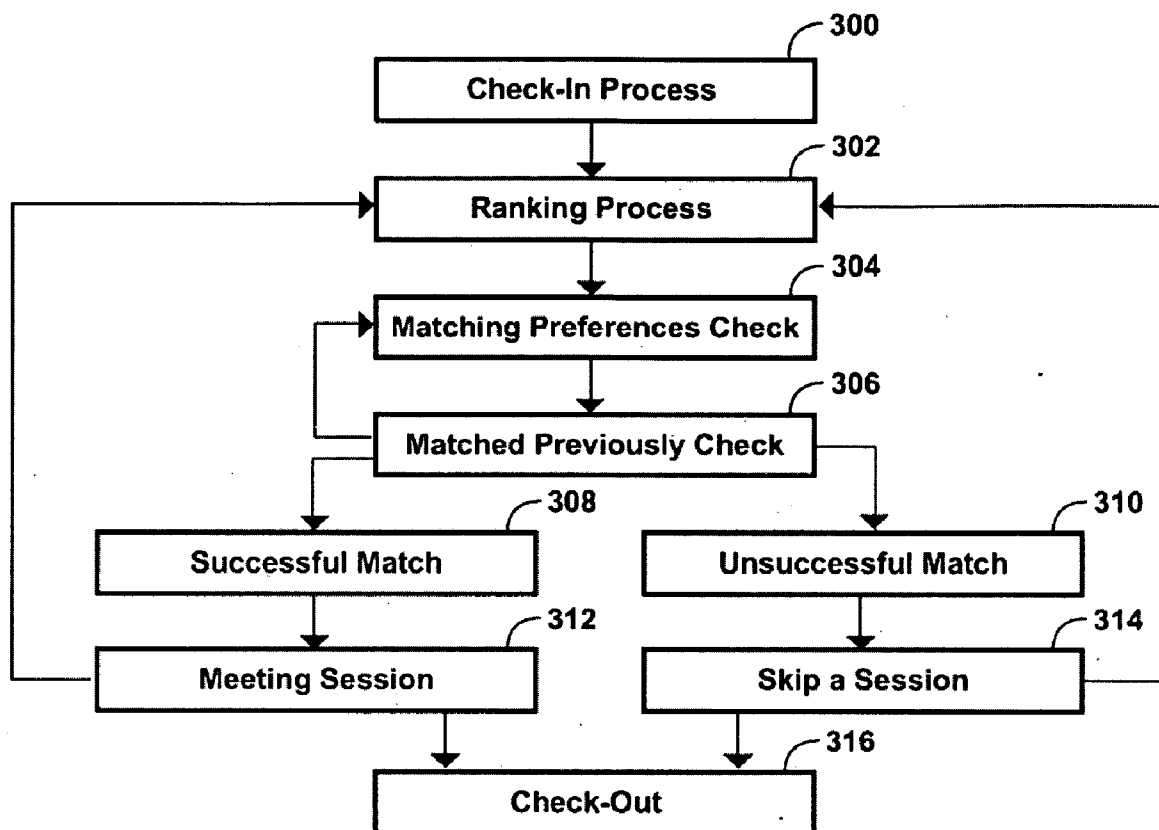 300
Check-In Process
302
Ranking Process
304
Matching Preferences Check
306
Matched Previously Check
308
Successful Match
310
Unsuccessful Match
312
Meeting Session
314
Skip a Session
316
Check-Out